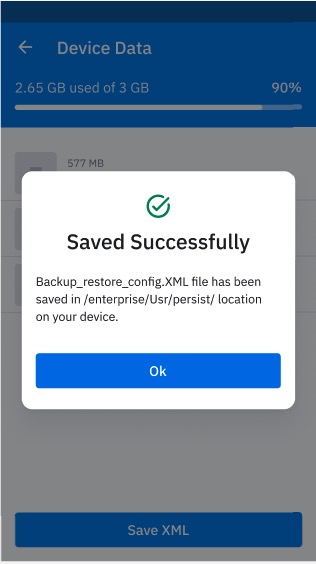 Device Data
2.65 GB used of 3 GB
90%
577 MB
Saved Successfully
Backup_restore_config.XML file has been
saved in /enterprise/Usr/persist/ location
on your device.
Ok
Save XML